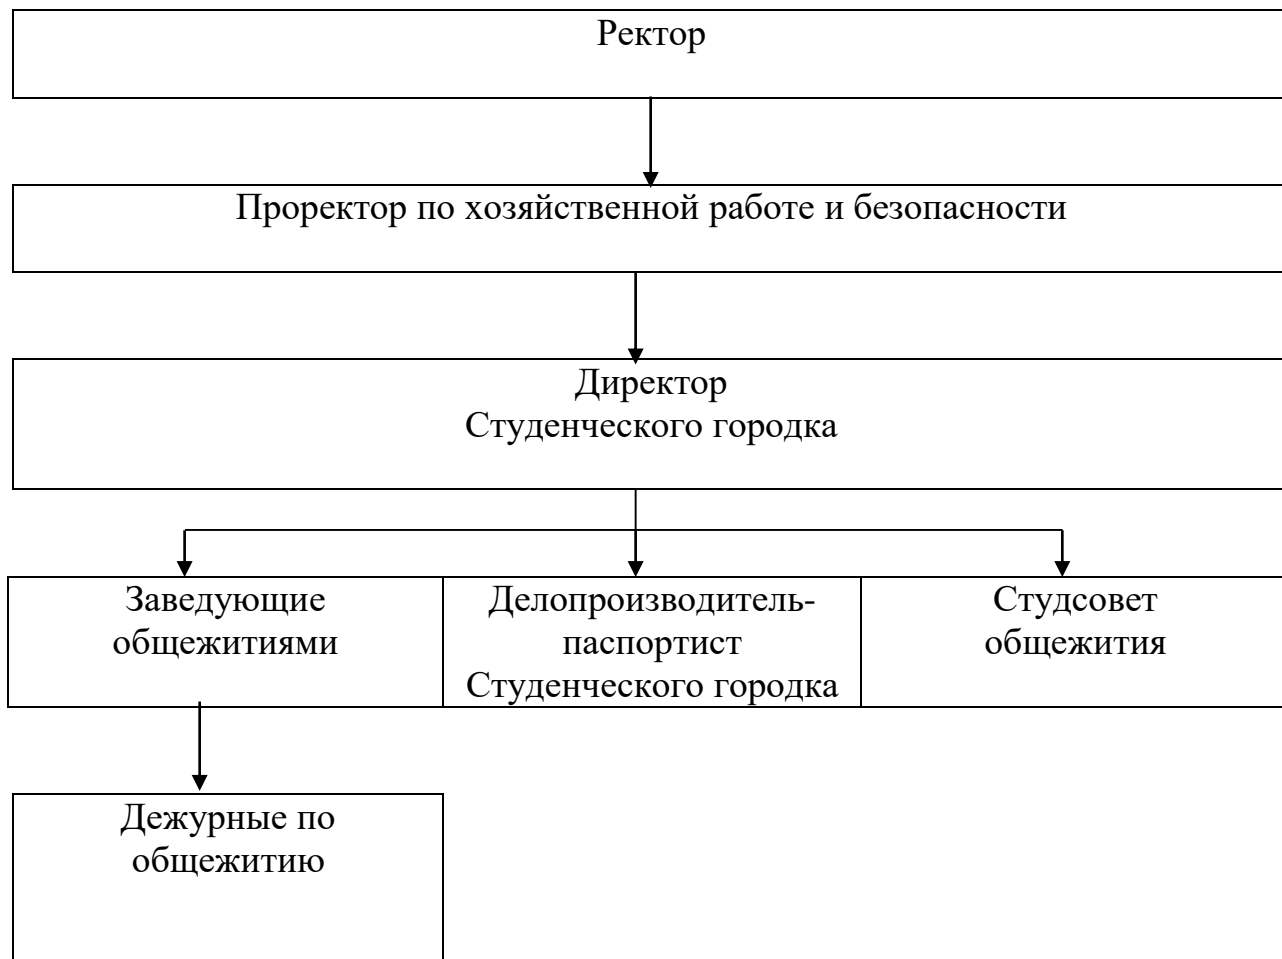 Ректор
Проректор по хозяйственной работе и безопасности
Директор
Студенческого городка
Заведующие
общежитиями
Делопроизводитель-
паспортист
Студенческого городка
Студсовет
общежития
Дежурные по
общежитию